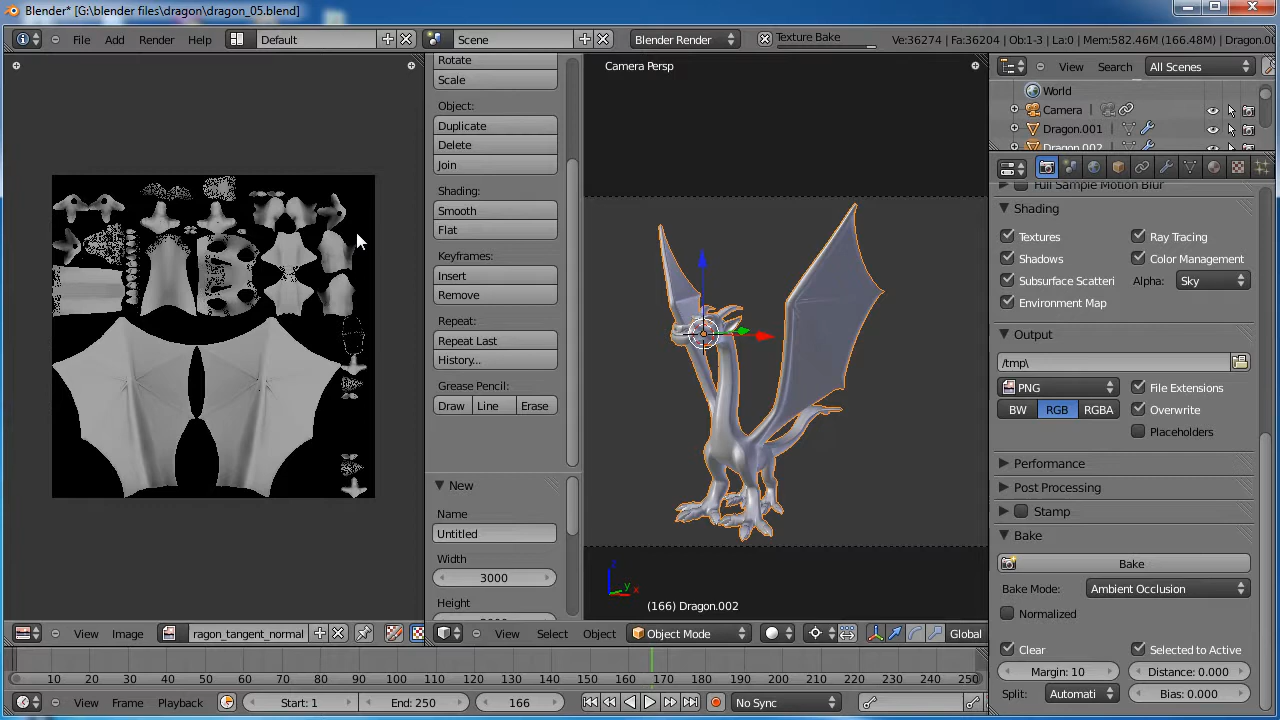 Blender* [G:\blender files\dragon\dragon_05.blend]
File Add Render Help Default Scene Blender Render Texture Bake Ve:36274 | Fa:36204 | Ob:1-3 | La:0 | Mem:582.46M (166.48M) | Dragon.00
Rotate
Scale
Object:
Duplicate
Delete
Join
Shading:
Smooth
Flat
Keyframes:
Insert
Remove
Repeat:
Repeat Last
History...
Grease Pencil:
Draw Line Erase
New
Name
Untitled
Width
3000
Height
Camera Persp
z
y
x
(166) Dragon.002
View Search All Scenes
World
Camera
Dragon.001
Dragon.002
Full Sample Motion Blur
Shading
Textures Ray Tracing
Shadows Color Management
Subsurface Scatteri Alpha: Sky
Environment Map
Output
/tmp\
PNG File Extensions
BW RGB RGBA Overwrite
Placeholders
Performance
Post Processing
Stamp
Bake
Bake
Bake Mode: Ambient Occlusion
Normalized
Clear Selected to Active
Margin: 10 Distance: 0.000
Split: Automati Bias: 0.000
View Image ragon_tangent_normal View Select Object Object Mode Global
10 20 30 40 50 60 70 80 90 100 110 120 130 140 150 160 170 180 190 200 210 220 230 240 250
View Frame Playback Start: 1 End: 250 166 No Sync